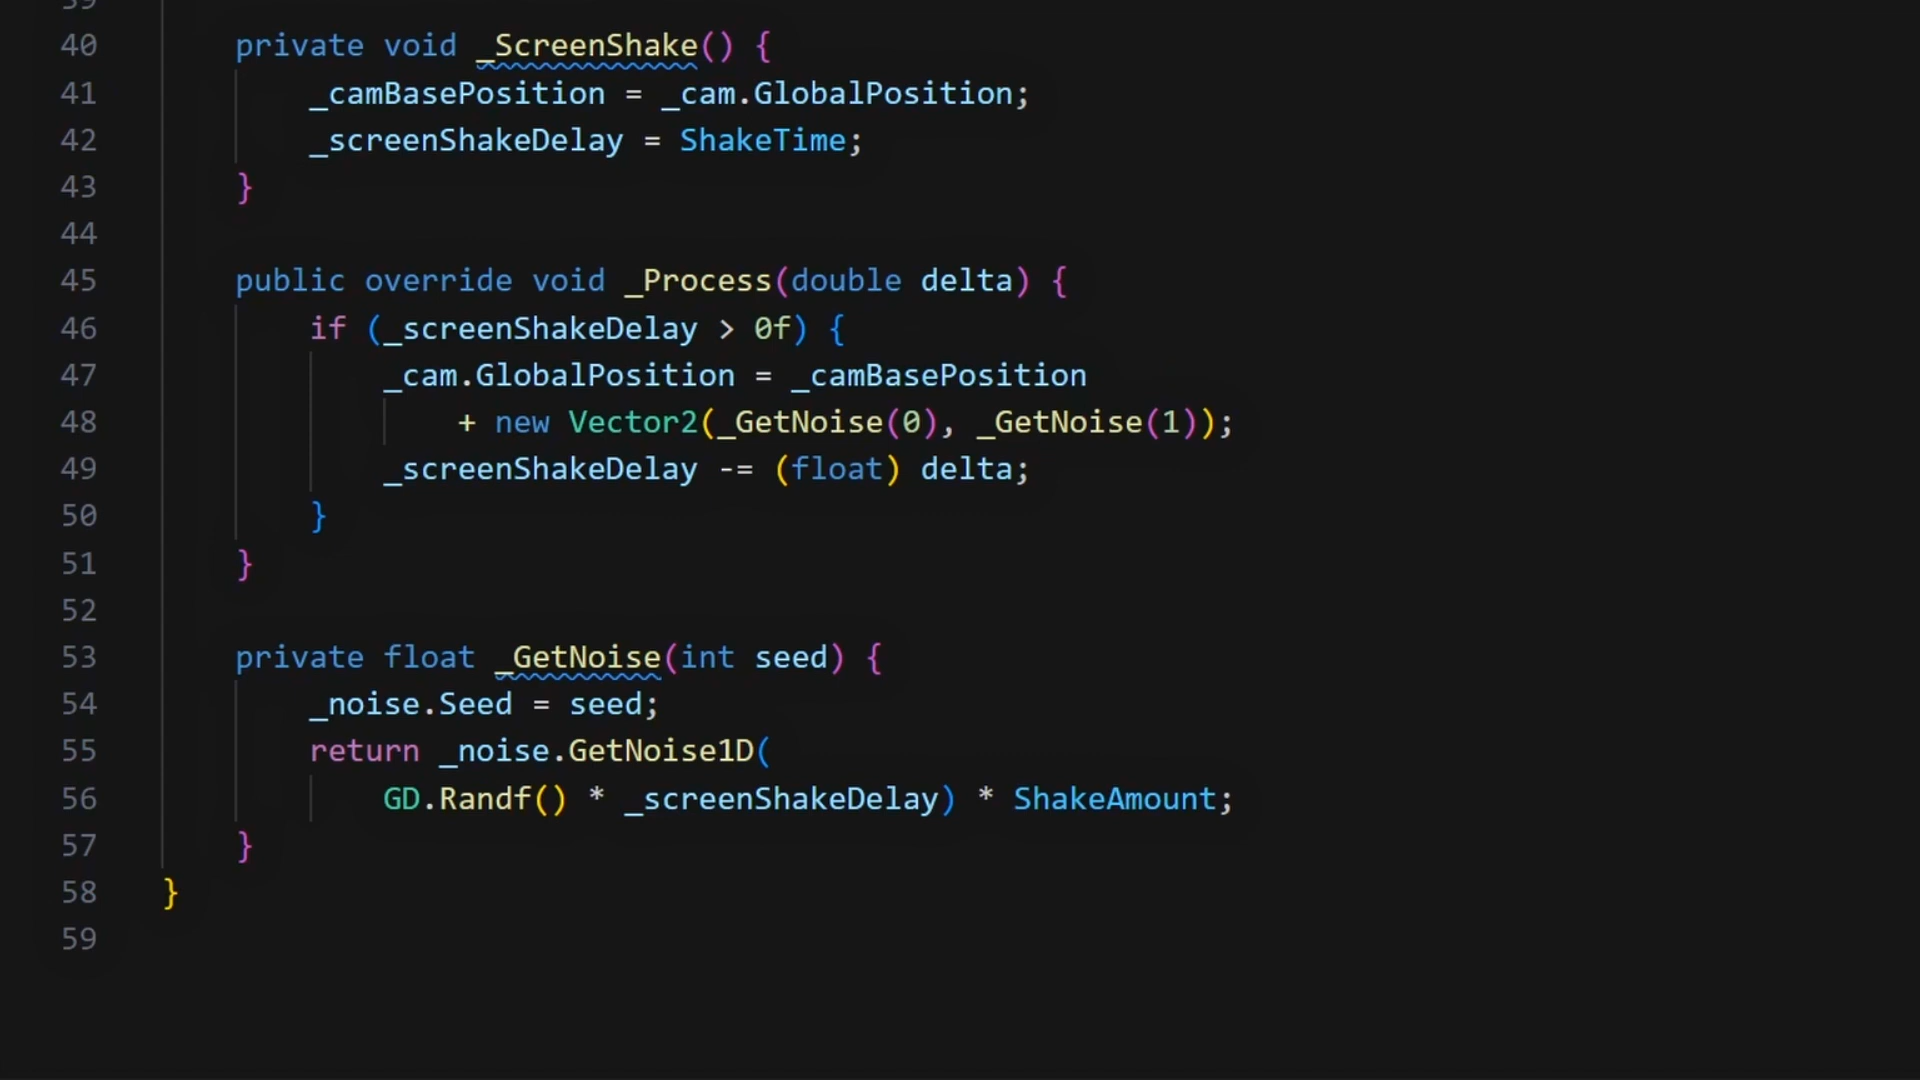 39
40 private void _ScreenShake() {
41 _camBasePosition = _cam.GlobalPosition;
42 _screenShakeDelay = ShakeTime;
43 }
44
45 public override void _Process(double delta) {
46 if (_screenShakeDelay > 0f) {
47 _cam.GlobalPosition = _camBasePosition
48 + new Vector2(_GetNoise(0), _GetNoise(1));
49 _screenShakeDelay -= (float) delta;
50 }
51 }
52
53 private float _GetNoise(int seed) {
54 _noise.Seed = seed;
55 return _noise.GetNoise1D(
56 GD.Randf() * _screenShakeDelay) * ShakeAmount;
57 }
58 }
59